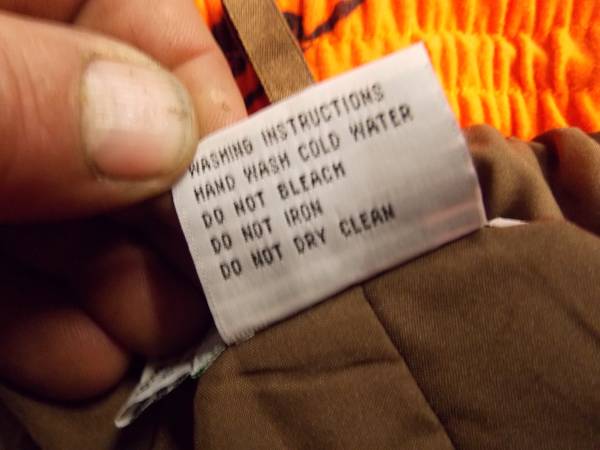 WASHING INSTRUCTIONS
HAND WASH COLD WATER
DO NOT BLEACH
DO NOT IRON
DO NOT DRY CLEAN